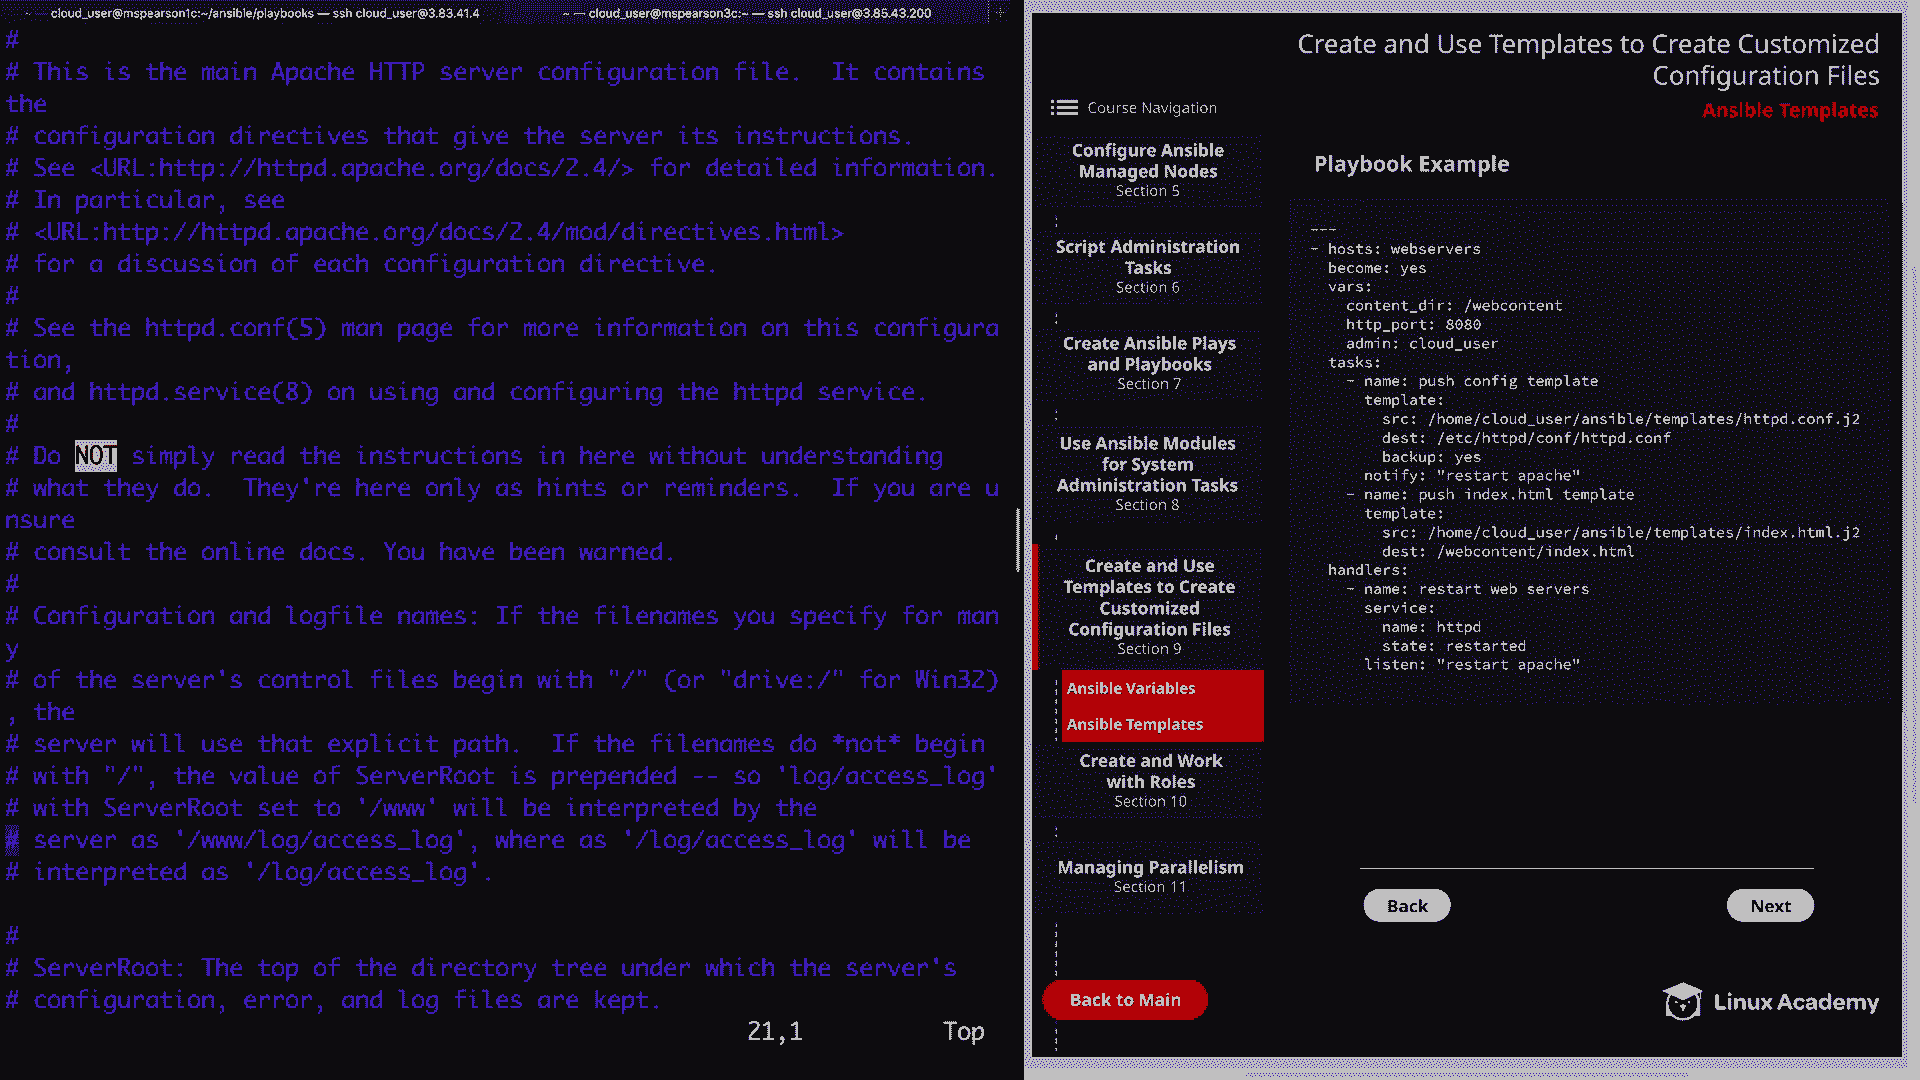 cloud_user@mspearson1c:~/ansible/playbooks — ssh cloud_user@3.83.41.4
~ — cloud_user@mspearson3c:~ — ssh cloud_user@3.85.43.200
#
# This is the main Apache HTTP server configuration file.  It contains
the
# configuration directives that give the server its instructions.
# See <URL:http://httpd.apache.org/docs/2.4/> for detailed information.
# In particular, see
# <URL:http://httpd.apache.org/docs/2.4/mod/directives.html>
# for a discussion of each configuration directive.
#
# See the httpd.conf(5) man page for more information on this configura
tion,
# and httpd.service(8) on using and configuring the httpd service.
#
# Do NOT simply read the instructions in here without understanding
# what they do.  They're here only as hints or reminders.  If you are u
nsure
# consult the online docs. You have been warned.
#
# Configuration and logfile names: If the filenames you specify for man
y
# of the server's control files begin with "/" (or "drive:/" for Win32)
, the
# server will use that explicit path.  If the filenames do *not* begin
# with "/", the value of ServerRoot is prepended -- so 'log/access_log'
# with ServerRoot set to '/www' will be interpreted by the
# server as '/www/log/access_log', where as '/log/access_log' will be
# interpreted as '/log/access_log'.
#
# ServerRoot: The top of the directory tree under which the server's
# configuration, error, and log files are kept.
21,1 Top
Create and Use Templates to Create Customized
Configuration Files
Ansible Templates
Course Navigation
Configure Ansible
Managed Nodes
Section 5
Script Administration
Tasks
Section 6
Create Ansible Plays
and Playbooks
Section 7
Use Ansible Modules
for System
Administration Tasks
Section 8
Create and Use
Templates to Create
Customized
Configuration Files
Section 9
Ansible Variables
Ansible Templates
Create and Work
with Roles
Section 10
Managing Parallelism
Section 11
Back to Main
Playbook Example
---
- hosts: webservers
  become: yes
  vars:
    content_dir: /webcontent
    http_port: 8080
    admin: cloud_user
  tasks:
    - name: push config template
      template:
        src: /home/cloud_user/ansible/templates/httpd.conf.j2
        dest: /etc/httpd/conf/httpd.conf
        backup: yes
      notify: "restart apache"
    - name: push index.html template
      template:
        src: /home/cloud_user/ansible/templates/index.html.j2
        dest: /webcontent/index.html
  handlers:
    - name: restart web servers
      service:
        name: httpd
        state: restarted
      listen: "restart apache"
Back
Next
Linux Academy